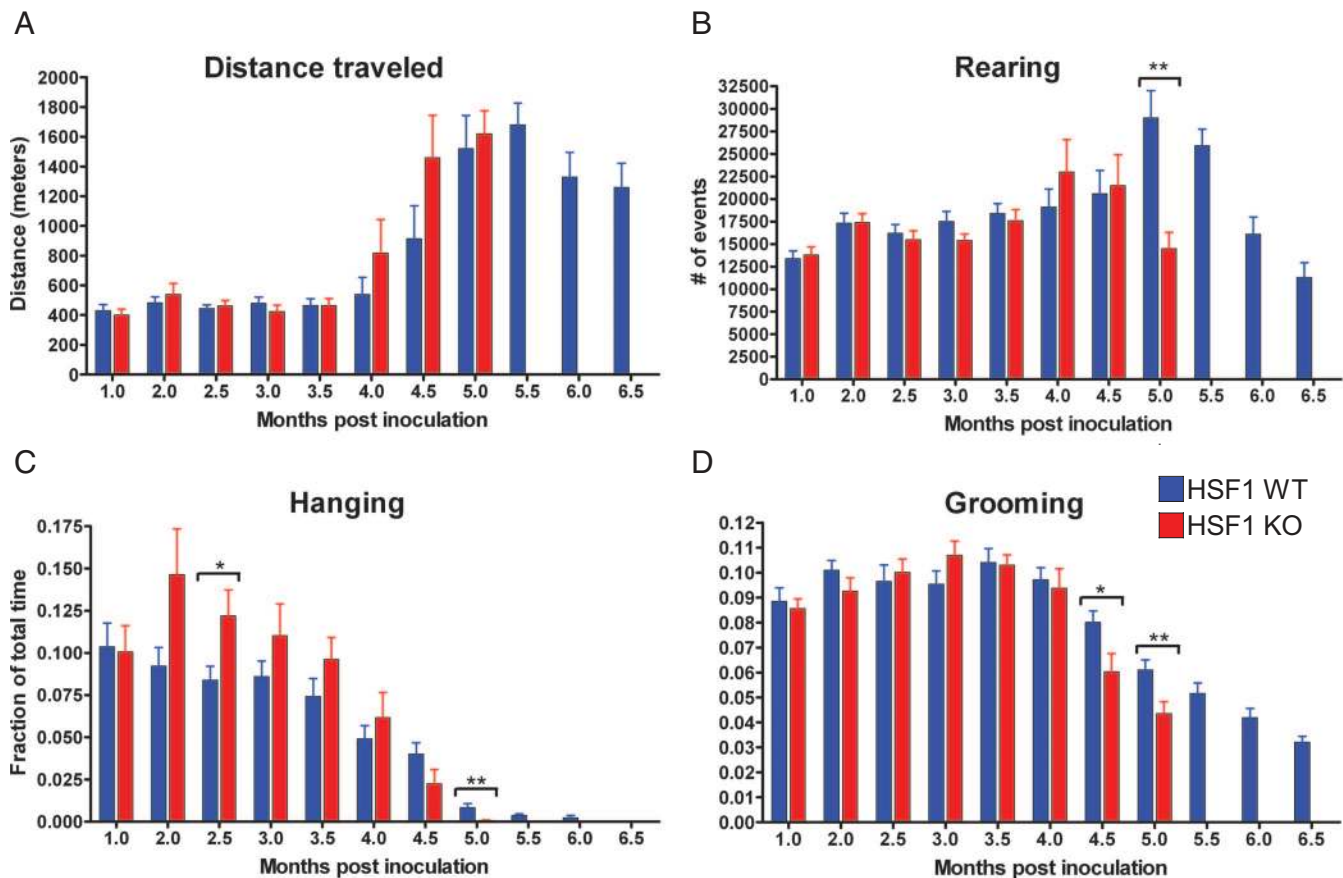 A
Distance traveled
2000
1800
1600
1400
1200
1000
800
600
400
200
0
Distance (meters)
1.0 2.0 2.5 3.0 3.5 4.0 4.5 5.0 5.5 6.0 6.5
Months post inoculation
B
Rearing
**
32500
30000
27500
25000
22500
20000
17500
15000
12500
10000
7500
5000
2500
0
# of events
1.0 2.0 2.5 3.0 3.5 4.0 4.5 5.0 5.5 6.0 6.5
Months post inoculation
C
Hanging
0.175
0.150
0.125
0.100
0.075
0.050
0.025
0.000
Fraction of total time
*
**
1.0 2.0 2.5 3.0 3.5 4.0 4.5 5.0 5.5 6.0 6.5
Months post inoculation
D
Grooming
HSF1 WT
HSF1 KO
0.12
0.11
0.10
0.09
0.08
0.07
0.06
0.05
0.04
0.03
0.02
0.01
0.00
*
**
1.0 2.0 2.5 3.0 3.5 4.0 4.5 5.0 5.5 6.0 6.5
Months post inoculation